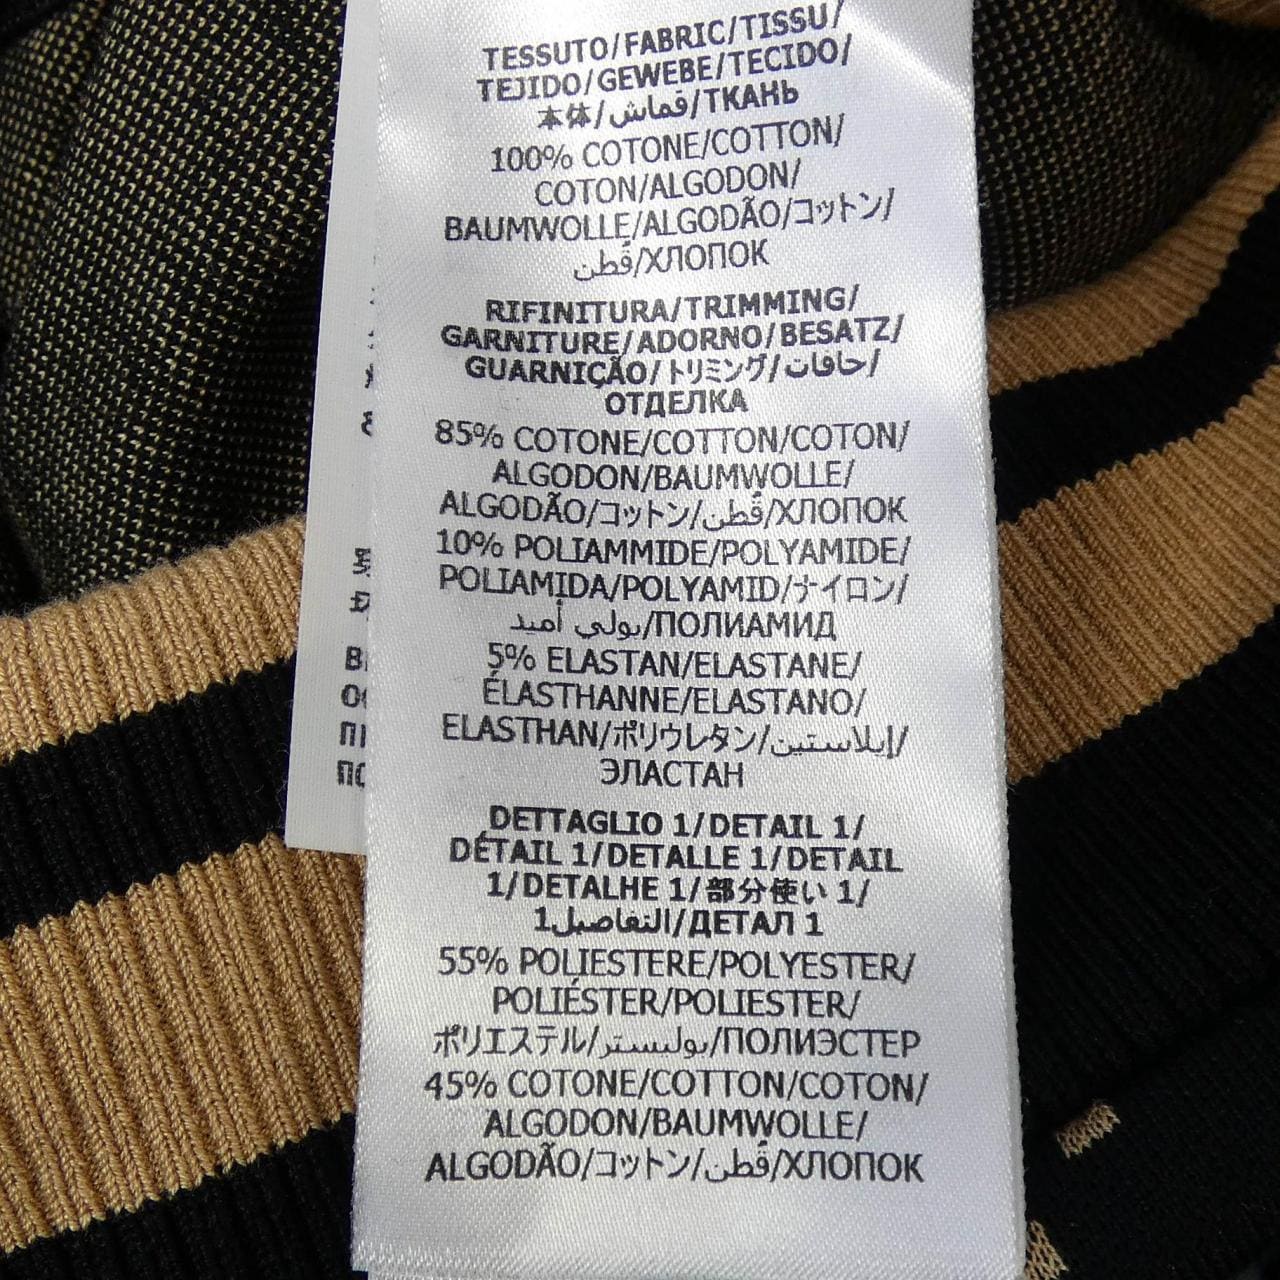 TESSUTO/FABRIC/TISSU/
TEJIDO/GEWEBE/TECIDO/
本体/قماش/ТКАНЬ
100% COTONE/COTTON/
COTON/ALGODON/
BAUMWOLLE/ALGODÃO/コットン/
قطن/ХЛОПОК
RIFINITURA/TRIMMING/
GARNITURE/ADORNO/BESATZ/
GUARNIÇÃO/トリミング/حافات/
ОТДЕЛКА
85% COTONE/COTTON/COTON/
ALGODON/BAUMWOLLE/
ALGODÃO/コットン/قطن/ХЛОПОК
10% POLIAMMIDE/POLYAMIDE/
POLIAMIDA/POLYAMID/ナイロン/
بولي أميد/ПОЛИАМИД
5% ELASTAN/ELASTANE/
ÉLASTHANNE/ELASTANO/
ELASTHAN/ポリウレタン/إيلاستين/
ЭЛАСТАН
DETTAGLIO 1/DETAIL 1/
DÉTAIL 1/DETALLE 1/DETAIL
1/DETALHE 1/部分使い 1/
التفاصيل1/ДЕТАЛ 1
55% POLIESTERE/POLYESTER/
POLIÉSTER/POLIESTER/
ポリエステル/بوليستر/ПОЛИЭСТЕР
45% COTONE/COTTON/COTON/
ALGODON/BAUMWOLLE/
ALGODÃO/コットン/قطن/ХЛОПОК